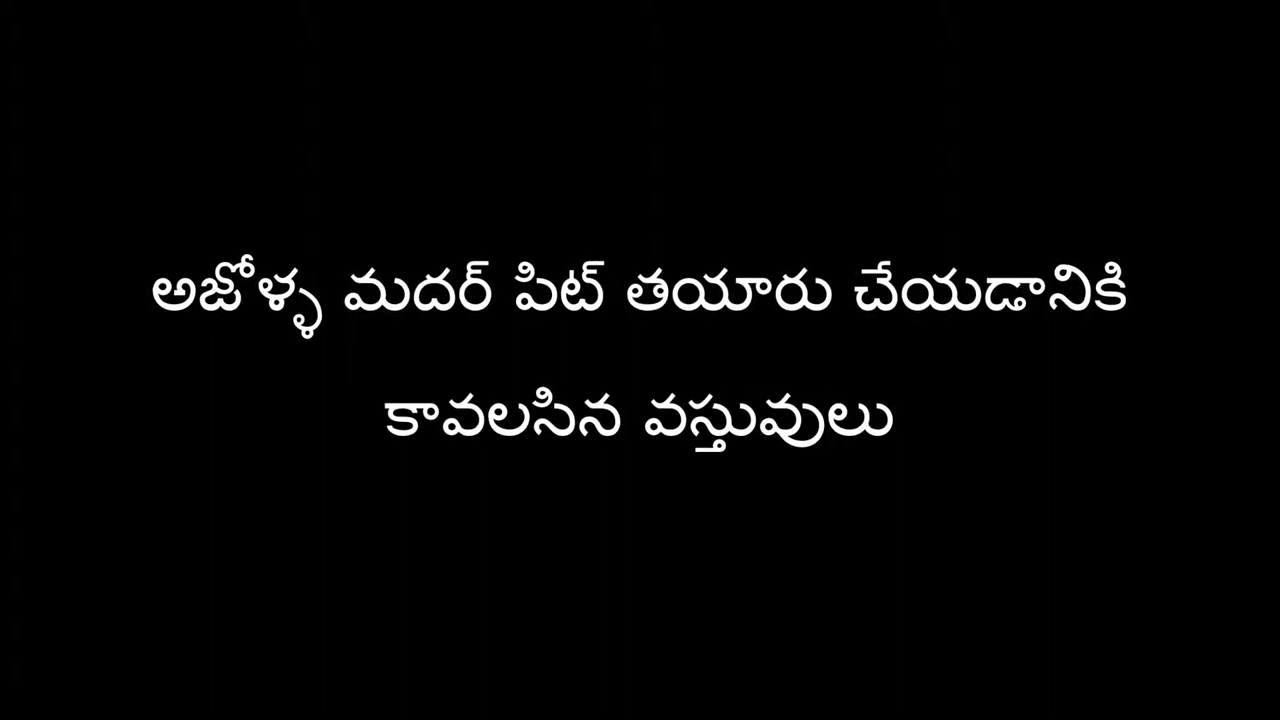 అజోళ్ళ మదర్ పిట్ తయారు చేయడానికి
కావలసిన వస్తువులు